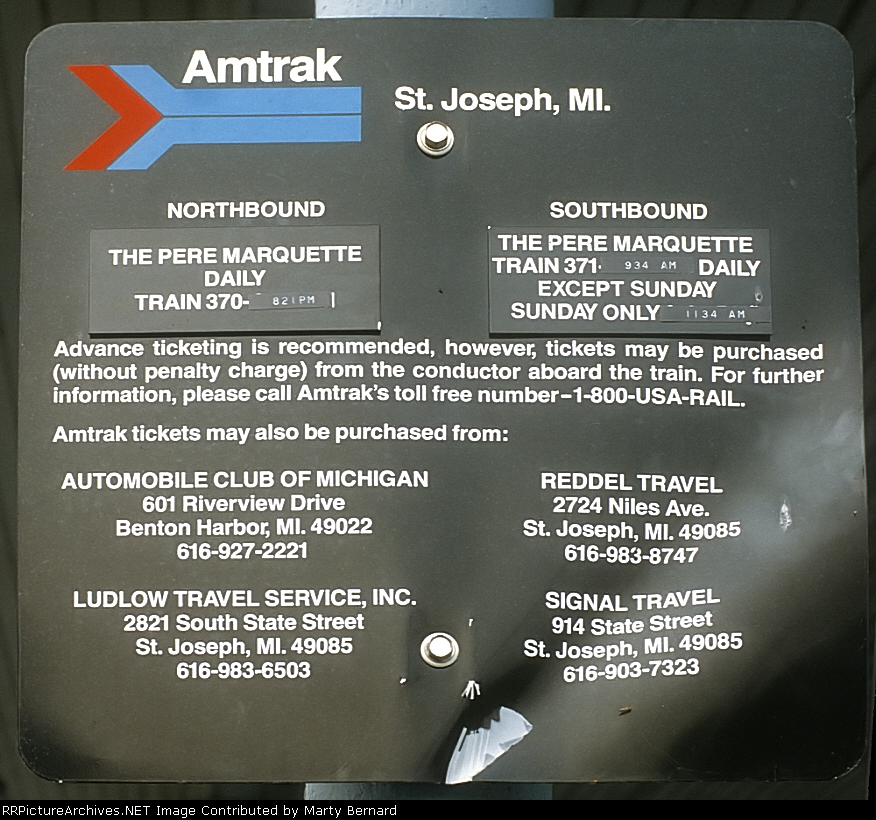 Amtrak
St. Joseph, MI.
NORTHBOUND
THE PERE MARQUETTE
DAILY
TRAIN 370- 821PM
SOUTHBOUND
THE PERE MARQUETTE
TRAIN 371- 934 AM DAILY
EXCEPT SUNDAY
SUNDAY ONLY 1134 AM
Advance ticketing is recommended, however, tickets may be purchased
(without penalty charge) from the conductor aboard the train. For further
information, please call Amtrak's toll free number-1-800-USA-RAIL.
Amtrak tickets may also be purchased from:
AUTOMOBILE CLUB OF MICHIGAN
601 Riverview Drive
Benton Harbor, MI. 49022
616-927-2221
REDDEL TRAVEL
2724 Niles Ave.
St. Joseph, MI. 49085
616-983-8747
LUDLOW TRAVEL SERVICE, INC.
2821 South State Street
St. Joseph, MI. 49085
616-983-6503
SIGNAL TRAVEL
914 State Street
St. Joseph, MI. 49085
616-903-7323
RRPictureArchives.NET Image Contributed by Marty Bernard